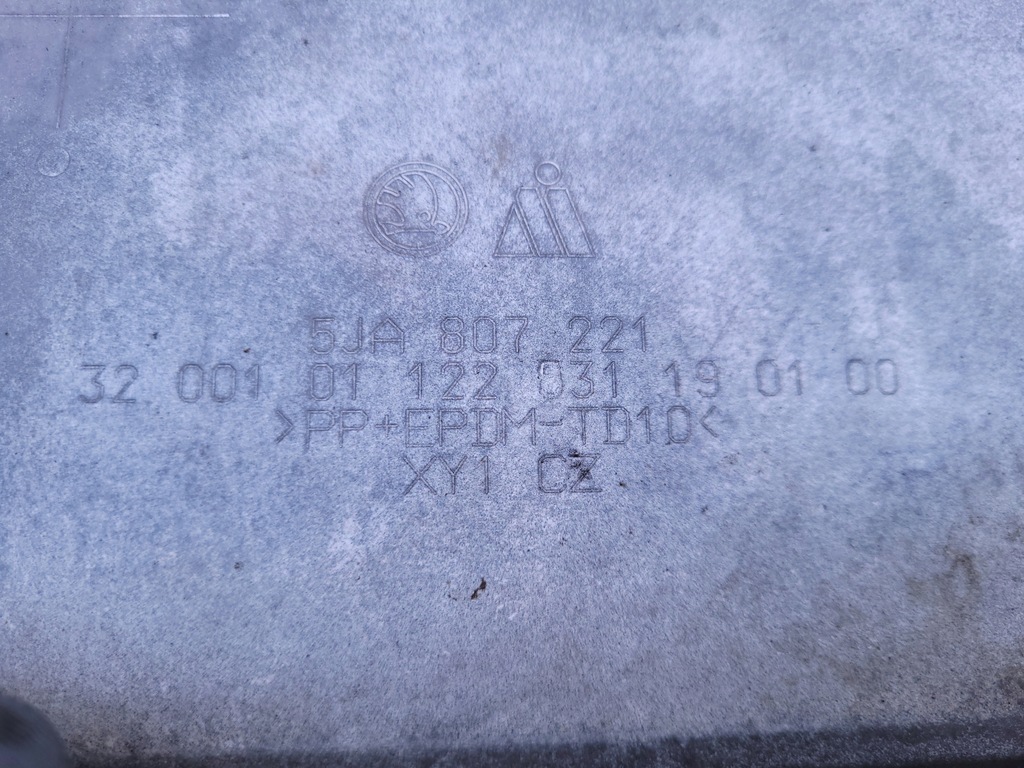 5JA 807 221
32 001 01 122 031 19 01 00
>PP+EPDM-TD10<
XY1 CZ